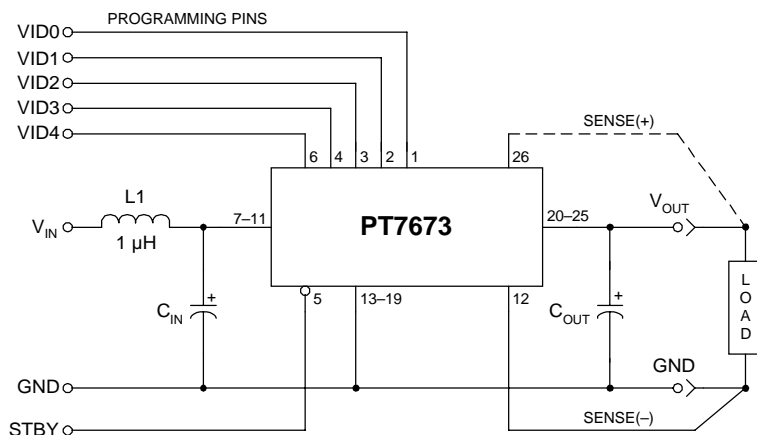 PROGRAMMING PINS
VID0
VID1
VID2
VID3
VID4
SENSE(+)
6 4 3 2 1 26
L1
V_IN
1 µH
7–11
PT7673
20–25
V_OUT
LOAD
C_IN
+
5
13–19
12
C_OUT
+
GND
GND
STBY
SENSE(–)